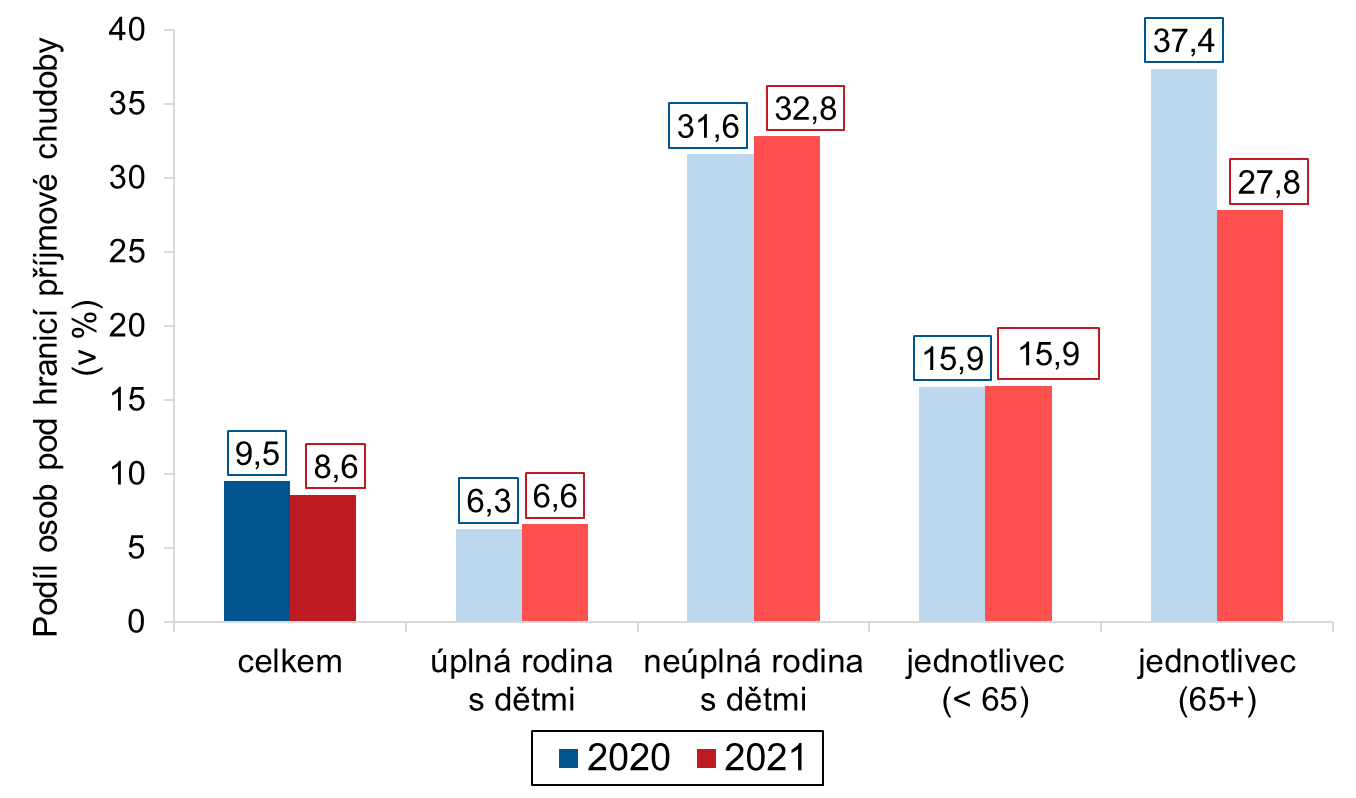 Podíl osob pod hranicí příjmové chudoby
(v %)
40
35
30
25
20
15
10
5
0
9,5
8,6
6,3
6,6
31,6
32,8
15,9
15,9
37,4
27,8
celkem
úplná rodina
s dětmi
neúplná rodina
s dětmi
jednotlivec
(< 65)
jednotlivec
(65+)
2020
2021